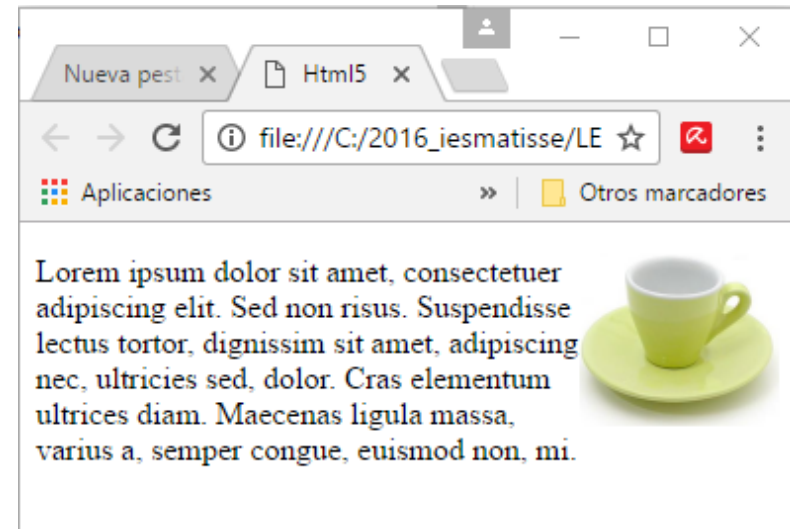 Nueva pest
Html5
file:///C:/2016_iesmatisse/LE
Aplicaciones
»
Otros marcadores
Lorem ipsum dolor sit amet, consectetuer
adipiscing elit. Sed non risus. Suspendisse
lectus tortor, dignissim sit amet, adipiscing
nec, ultricies sed, dolor. Cras elementum
ultrices diam. Maecenas ligula massa,
varius a, semper congue, euismod non, mi.